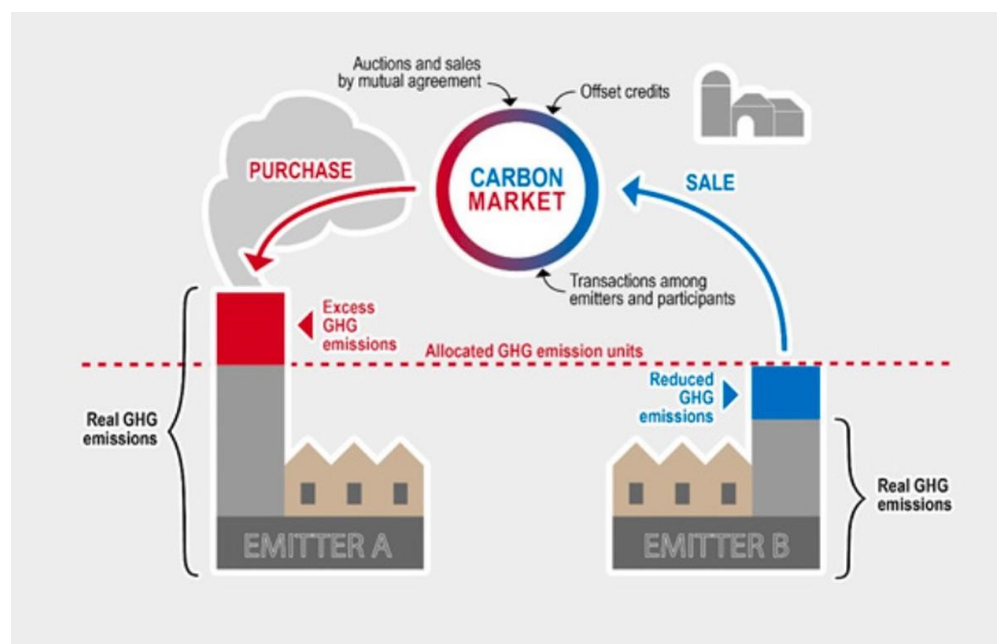 Auctions and sales
by mutual agreement
Offset credits
PURCHASE
CARBON
MARKET
SALE
Transactions among
emitters and participants
Excess
GHG
emissions
Allocated GHG emission units
Reduced
GHG
emissions
Real GHG
emissions
Real GHG
emissions
EMITTER A
EMITTER B